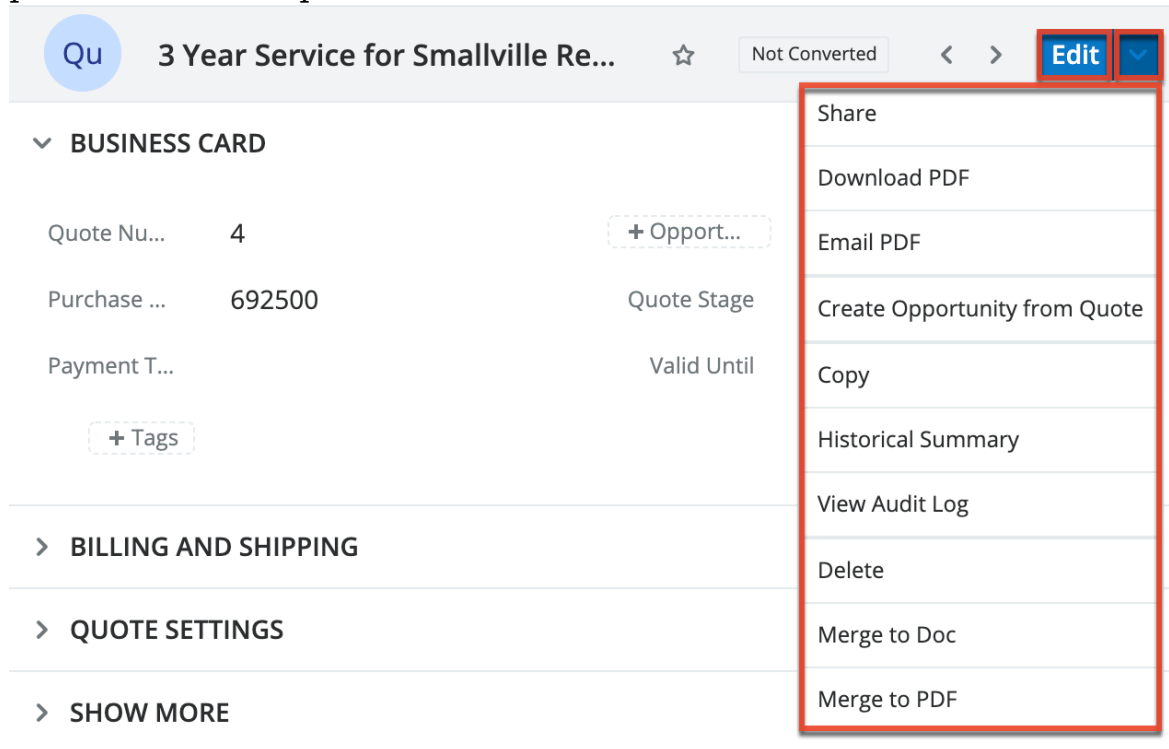 Qu
3 Year Service for Smallville Re...
Not Converted
Edit
Share
Download PDF
Email PDF
Create Opportunity from Quote
Copy
Historical Summary
View Audit Log
Delete
Merge to Doc
Merge to PDF
BUSINESS CARD
Quote Nu... 4
+ Opport...
Purchase ... 692500
Quote Stage
Payment T...
Valid Until
+ Tags
BILLING AND SHIPPING
QUOTE SETTINGS
SHOW MORE